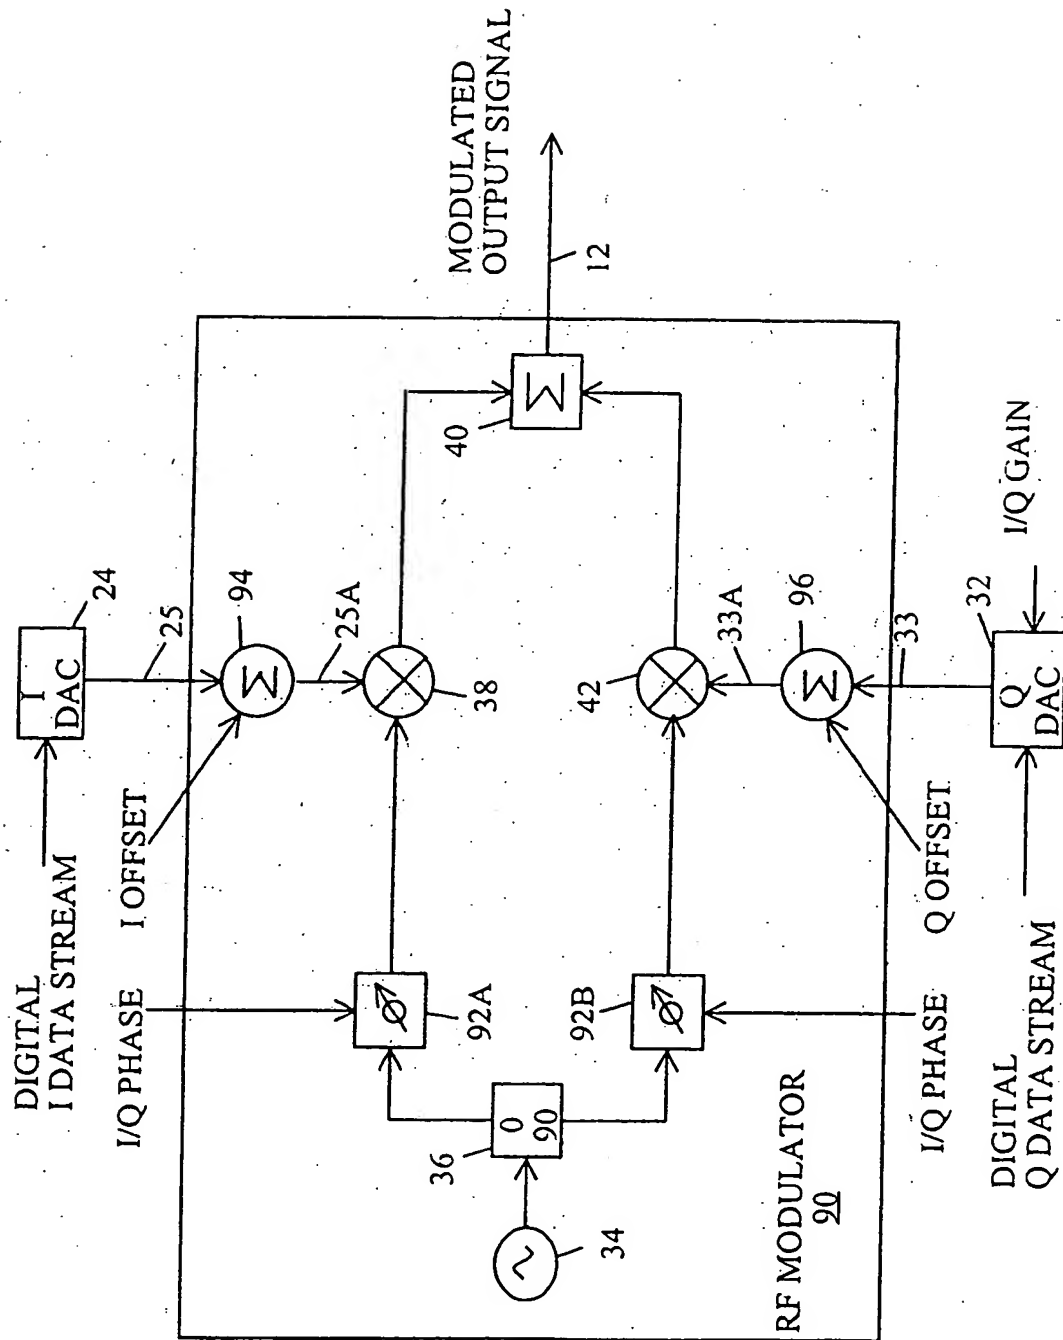 DIGITAL
I DATA STREAM
I
DAC
24
25
I/Q PHASE
I OFFSET
Σ
94
25A
38
92A
ϕ
MODULATED
OUTPUT SIGNAL
12
Σ
40
0
90
36
~
34
92B
ϕ
42
33A
Σ
96
33
RF MODULATOR
90
I/Q PHASE
Q OFFSET
DIGITAL
Q DATA STREAM
Q
DAC
32
I/Q GAIN